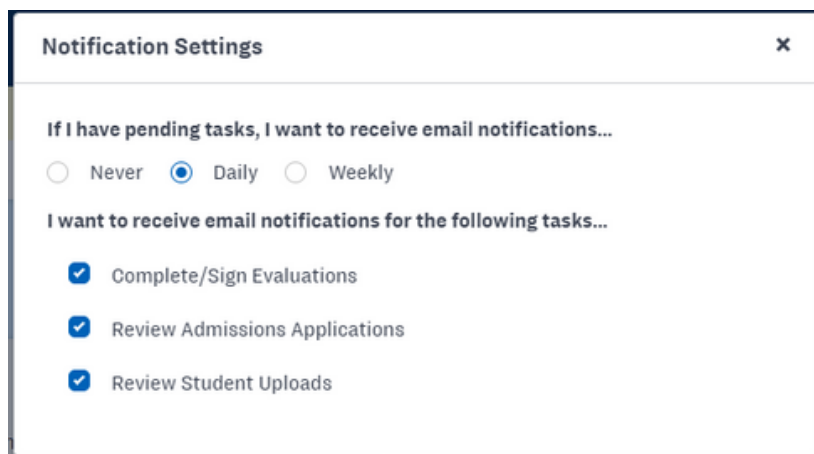 Notification Settings
If I have pending tasks, I want to receive email notifications...
Never Daily Weekly
I want to receive email notifications for the following tasks...
Complete/Sign Evaluations
Review Admissions Applications
Review Student Uploads